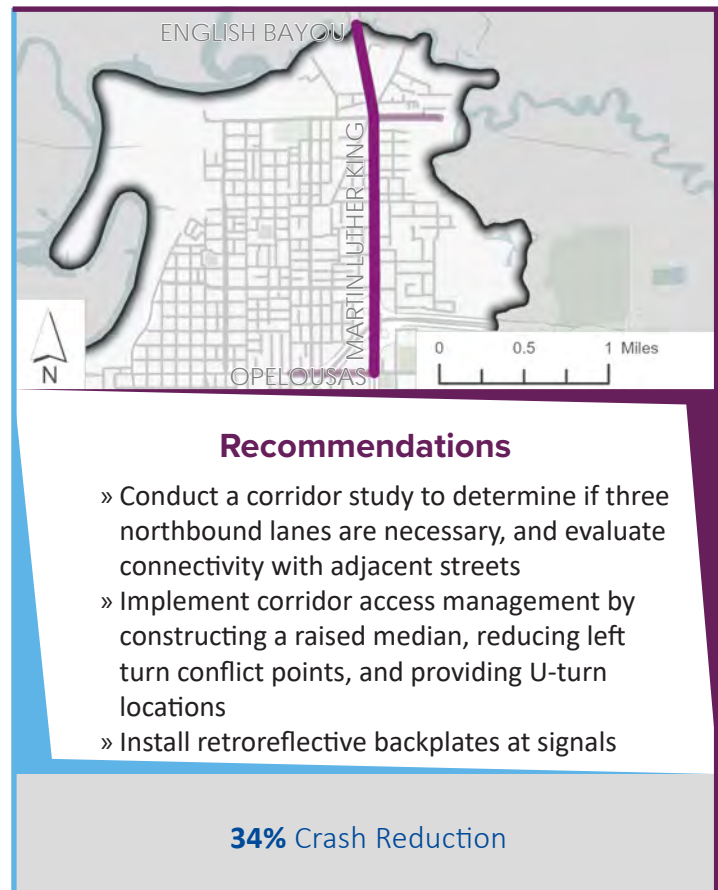 ENGLISH BAYOU
MARTIN LUTHER KING
N
0 0.5 1 Miles
OPELOUSAS
Recommendations
» Conduct a corridor study to determine if three
northbound lanes are necessary, and evaluate
connectivity with adjacent streets
» Implement corridor access management by
constructing a raised median, reducing left
turn conflict points, and providing U-turn
locations
» Install retroreflective backplates at signals
34% Crash Reduction